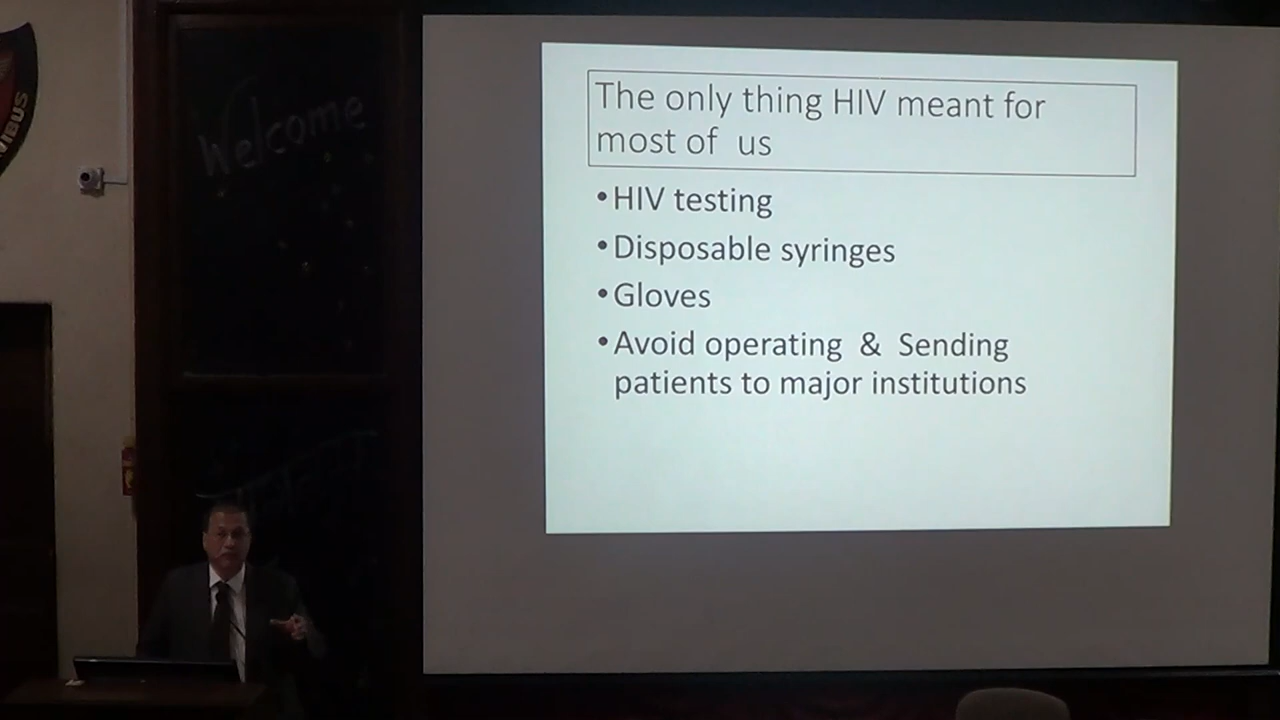 Welcome
The only thing HIV meant for
most of us
•HIV testing
•Disposable syringes
•Gloves
•Avoid operating & Sending
patients to major institutions